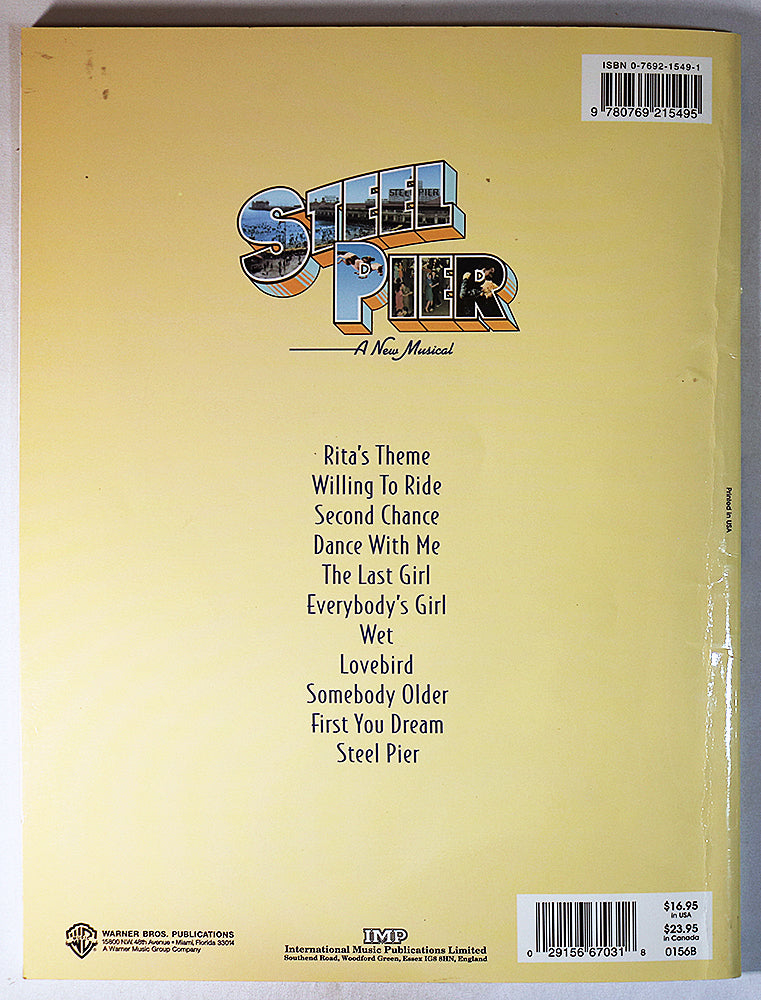 ISBN 0-7692-1549-1
9 780769 215495
STEEL
STEEL PIER
PIER
A New Musical
Rita's Theme
Willing To Ride
Second Chance
Dance With Me
The Last Girl
Everybody's Girl
Wet
Lovebird
Somebody Older
First You Dream
Steel Pier
Printed in USA
WB
WARNER BROS. PUBLICATIONS
15800 N.W. 48th Avenue • Miami, Florida 33014
A Warner Music Group Company
IMP
International Music Publications Limited
Southend Road, Woodford Green, Essex IG8 8HN, England
0 29156 67031 8
$16.95
in USA
$23.95
in Canada
0156B